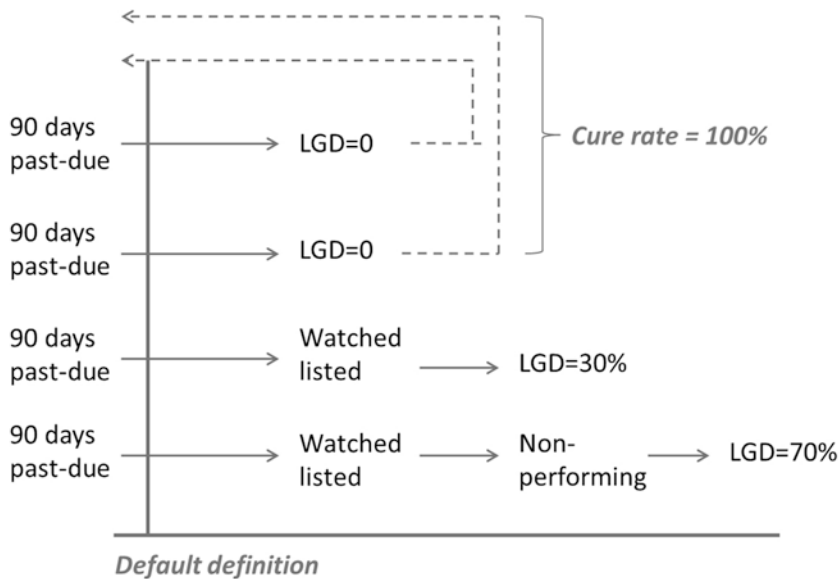 90 days
past-due
LGD=0
Cure rate = 100%
90 days
past-due
LGD=0
90 days
past-due
Watched
listed
LGD=30%
90 days
past-due
Watched
listed
Non-
performing
LGD=70%
Default definition